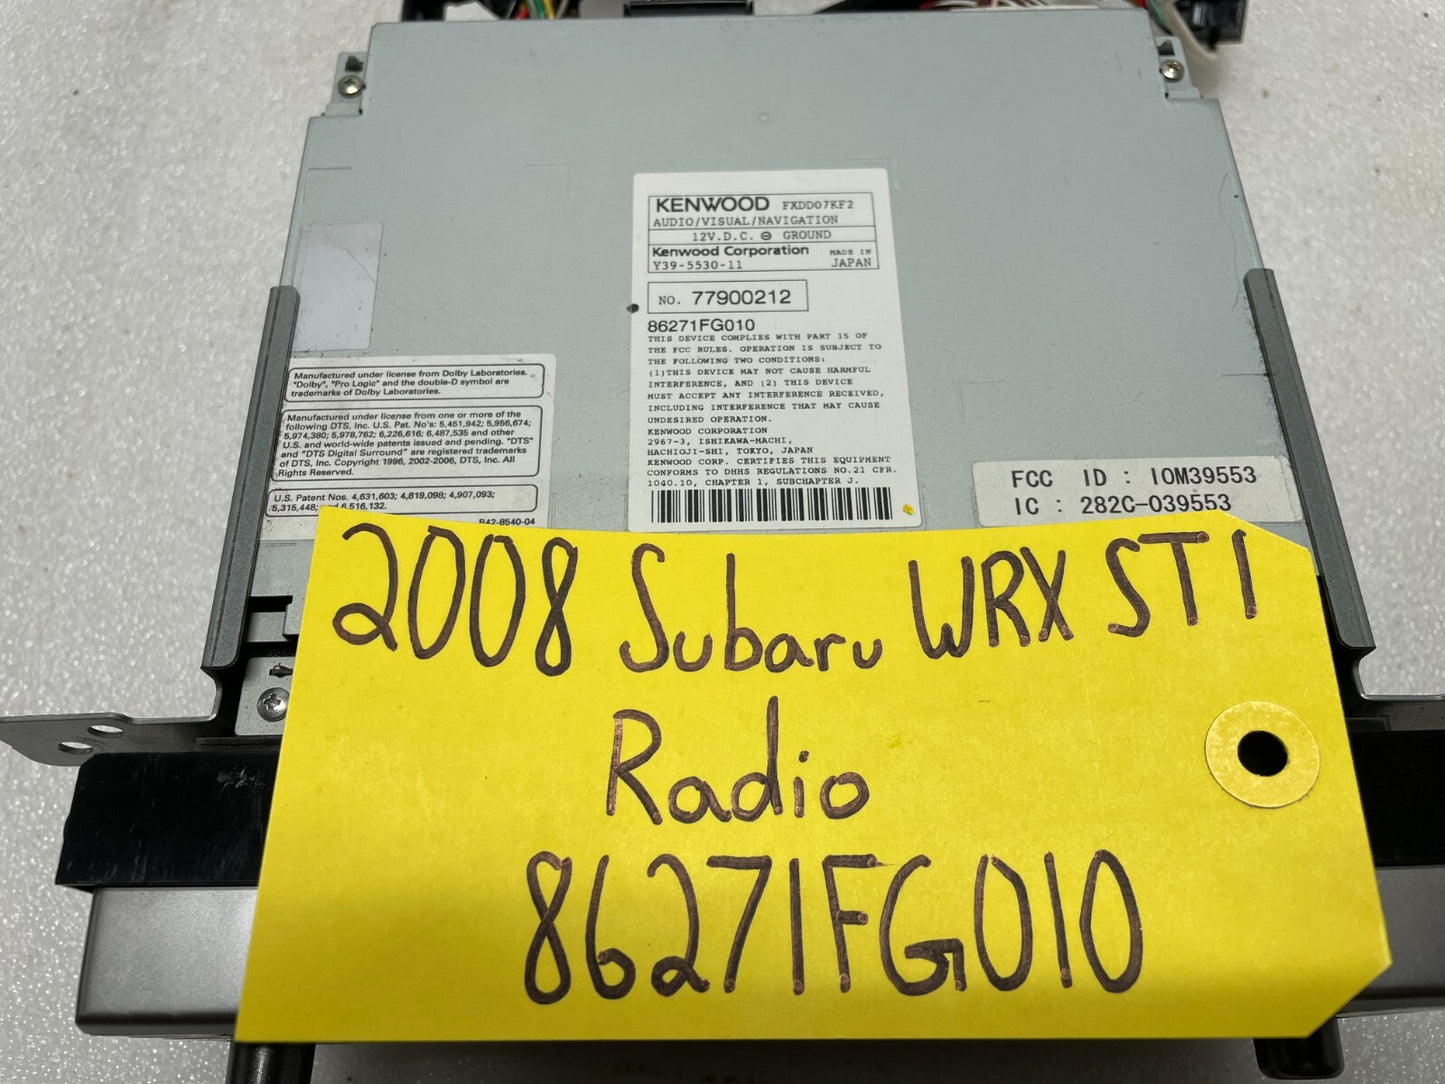 KENWOOD FXDD07KF2
AUDIO/VISUAL/NAVIGATION
12V.D.C. ⊖ GROUND
Kenwood Corporation MADE IN
Y39-5530-11 JAPAN
NO. 77900212
86271FG010
THIS DEVICE COMPLIES WITH PART 15 OF
THE FCC RULES. OPERATION IS SUBJECT TO
THE FOLLOWING TWO CONDITIONS:
(1)THIS DEVICE MAY NOT CAUSE HARMFUL
INTERFERENCE, AND (2) THIS DEVICE
MUST ACCEPT ANY INTERFERENCE RECEIVED,
INCLUDING INTERFERENCE THAT MAY CAUSE
UNDESIRED OPERATION.
KENWOOD CORPORATION
2967-3, ISHIKAWA-MACHI,
HACHIOJI-SHI, TOKYO, JAPAN
KENWOOD CORP. CERTIFIES THIS EQUIPMENT
CONFORMS TO DHHS REGULATIONS NO.21 CFR.
1040.10, CHAPTER 1, SUBCHAPTER J.
Manufactured under license from Dolby Laboratories.
"Dolby", "Pro Logic" and the double-D symbol are
trademarks of Dolby Laboratories.
Manufactured under license from one or more of the
following DTS, Inc. U.S. Pat. No's: 5,451,942; 5,956,674;
5,974,380; 5,978,762; 6,226,616; 6,487,535 and other
U.S. and world-wide patents issued and pending. "DTS"
and "DTS Digital Surround" are registered trademarks
of DTS, Inc. Copyright 1996, 2002-2006, DTS, Inc. All
Rights Reserved.
U.S. Patent Nos. 4,631,603; 4,819,098; 4,907,093;
5,315,448; and 6,516,132.
B42-8540-04
FCC ID : IOM39553
IC : 282C-039553
2008 Subaru WRX STI
Radio
86271FG010